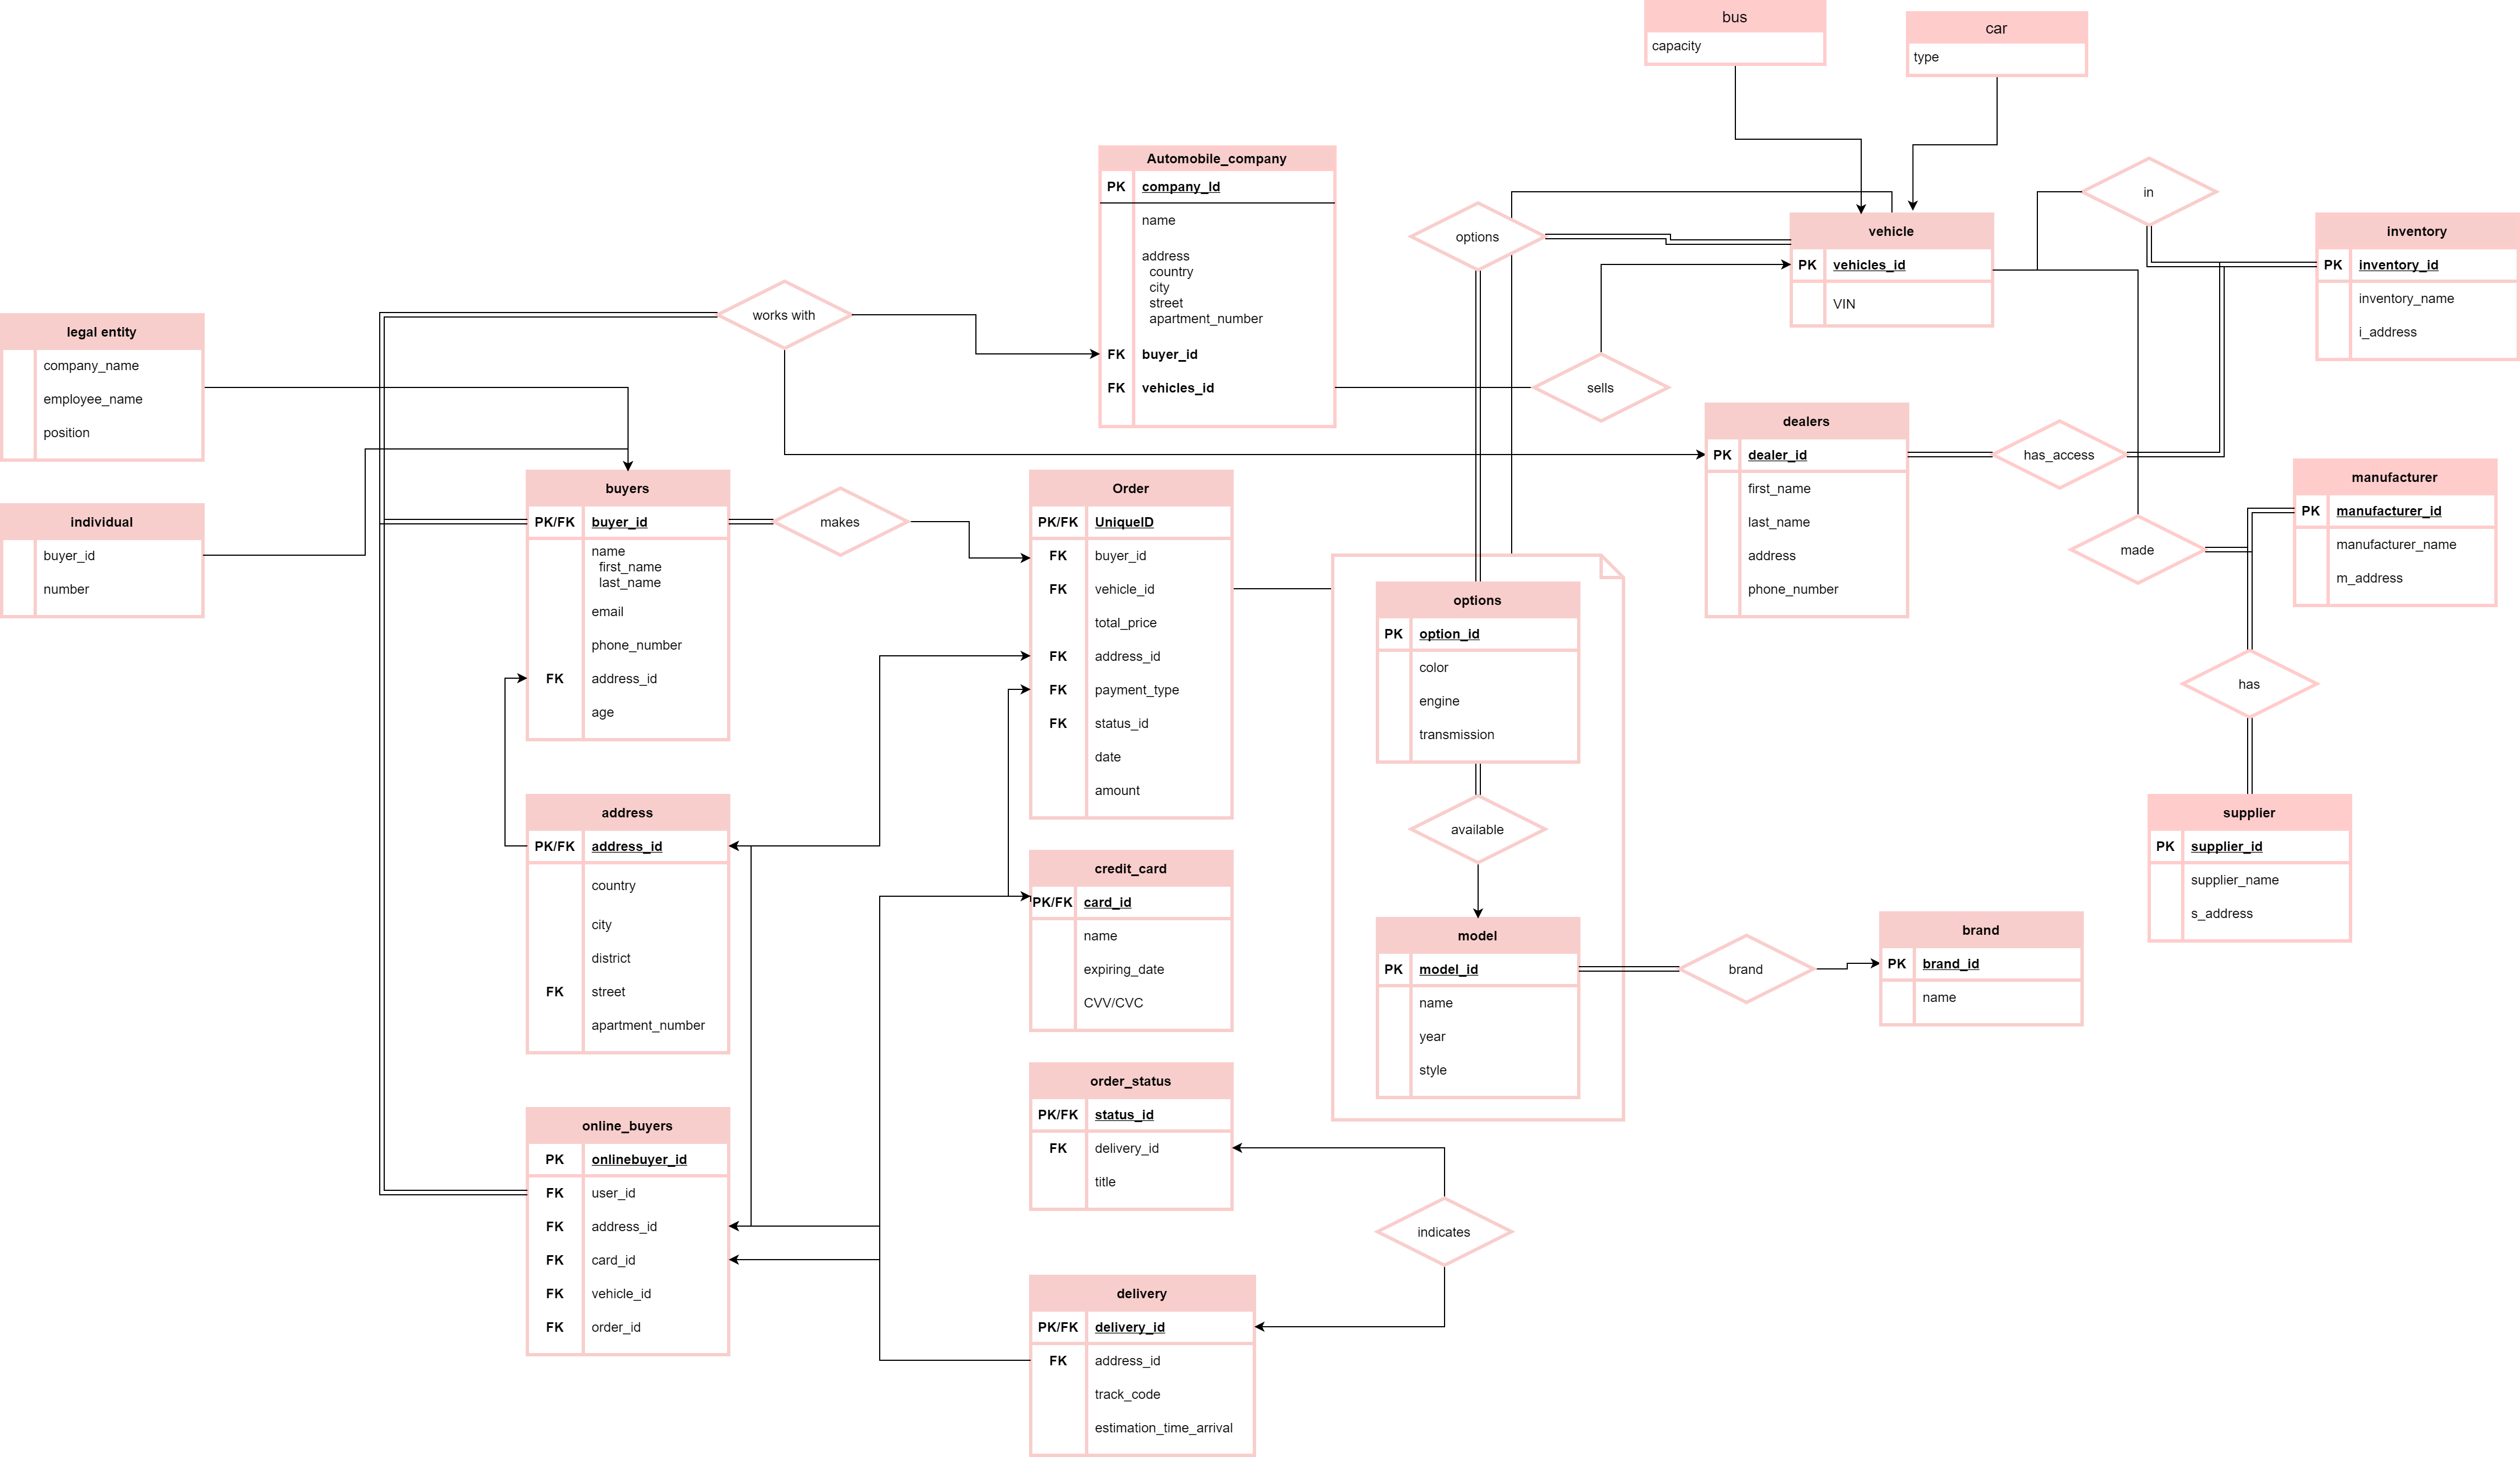 bus
capacity
car
type
Automobile_company
PK company_Id
name
address
country
city
street
apartment_number
FK buyer_id
FK vehicles_id
options
vehicle
PK vehicles_id
VIN
in
inventory
PK inventory_id
inventory_name
i_address
works with
sells
legal entity
company_name
employee_name
position
individual
buyer_id
number
buyers
PK/FK buyer_id
name
first_name
last_name
email
phone_number
FK address_id
age
makes
Order
PK/FK UniqueID
FK buyer_id
FK vehicle_id
total_price
FK address_id
FK payment_type
FK status_id
date
amount
dealers
PK dealer_id
first_name
last_name
address
phone_number
has_access
made
manufacturer
PK manufacturer_id
manufacturer_name
m_address
has
supplier
PK supplier_id
supplier_name
s_address
options
PK option_id
color
engine
transmission
available
model
PK model_id
name
year
style
brand
brand
PK brand_id
name
address
PK/FK address_id
country
city
district
FK street
apartment_number
credit_card
PK/FK card_id
name
expiring_date
CVV/CVC
order_status
PK/FK status_id
FK delivery_id
title
indicates
online_buyers
PK onlinebuyer_id
FK user_id
FK address_id
FK card_id
FK vehicle_id
FK order_id
delivery
PK/FK delivery_id
FK address_id
track_code
estimation_time_arrival